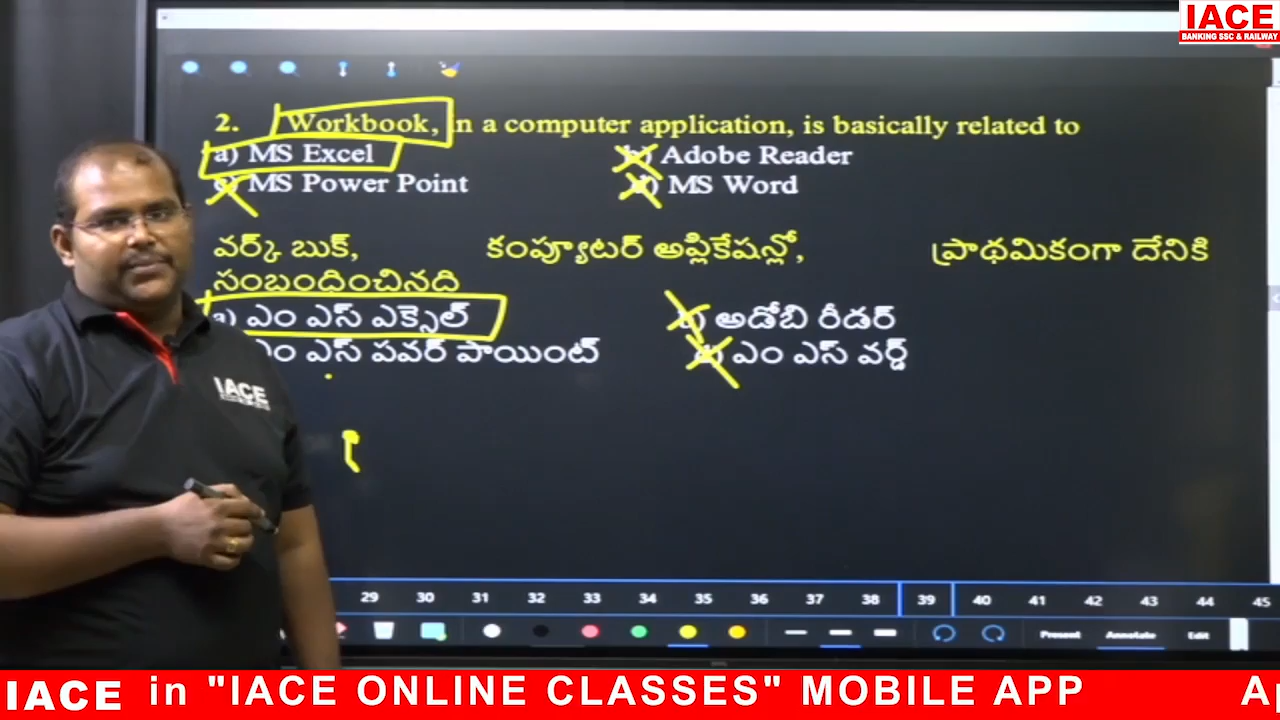 IACE
BANKING SSC & RAILWAY
2. Workbook, in a computer application, is basically related to
a) MS Excel b) Adobe Reader
c) MS Power Point d) MS Word
వర్క్ బుక్, కంప్యూటర్ అప్లికేషన్లో, ప్రాథమికంగా దేనికి
సంబంధించినది
a) ఎం ఎస్ ఎక్సెల్ b) అడోబి రీడర్
ఎం ఎస్ పవర్ పాయింట్ d) ఎం ఎస్ వర్డ్
IACE
29 30 31 32 33 34 35 36 37 38 39 40 41 42 43 44 45
Present Annotate Edit
IACE in "IACE ONLINE CLASSES" MOBILE APP